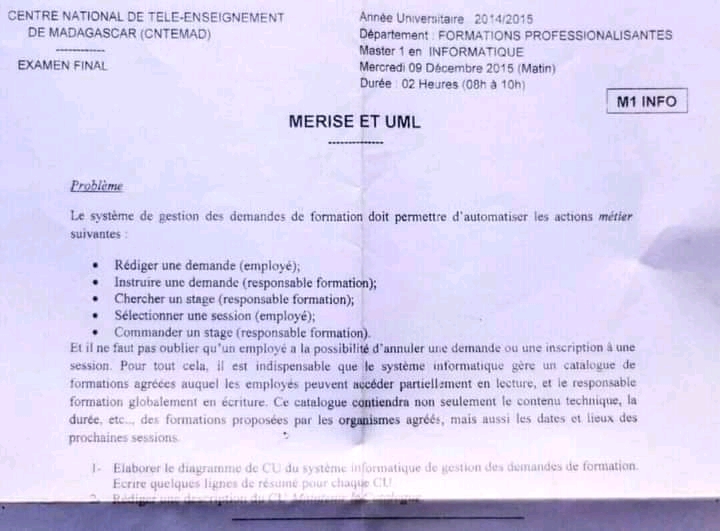 CENTRE NATIONAL DE TELE-ENSEIGNEMENT
DE MADAGASCAR (CNTEMAD)
------------
EXAMEN FINAL
Année Universitaire 2014/2015
Département : FORMATIONS PROFESSIONALISANTES
Master 1 en INFORMATIQUE
Mercredi 09 Décembre 2015 (Matin)
Durée : 02 Heures (08h à 10h)
M1 INFO
MERISE ET UML
-------------
Problème
Le système de gestion des demandes de formation doit permettre d'automatiser les actions métier
suivantes :
• Rédiger une demande (employé);
• Instruire une demande (responsable formation);
• Chercher un stage (responsable formation);
• Sélectionner une session (employé);
• Commander un stage (responsable formation).
Et il ne faut pas oublier qu'un employé a la possibilité d'annuler une demande ou une inscription à une
session. Pour tout cela, il est indispensable que le système informatique gère un catalogue de
formations agréées auquel les employés peuvent accéder partiellement en lecture, et le responsable
formation globalement en écriture. Ce catalogue contiendra non seulement le contenu technique, la
durée, etc.., des formations proposées par les organismes agréés, mais aussi les dates et lieux des
prochaines sessions.
1- Elaborer le diagramme de CU du système informatique de gestion des demandes de formation.
Ecrire quelques lignes de résumé pour chaque CU
2- Rédiger une description du CU